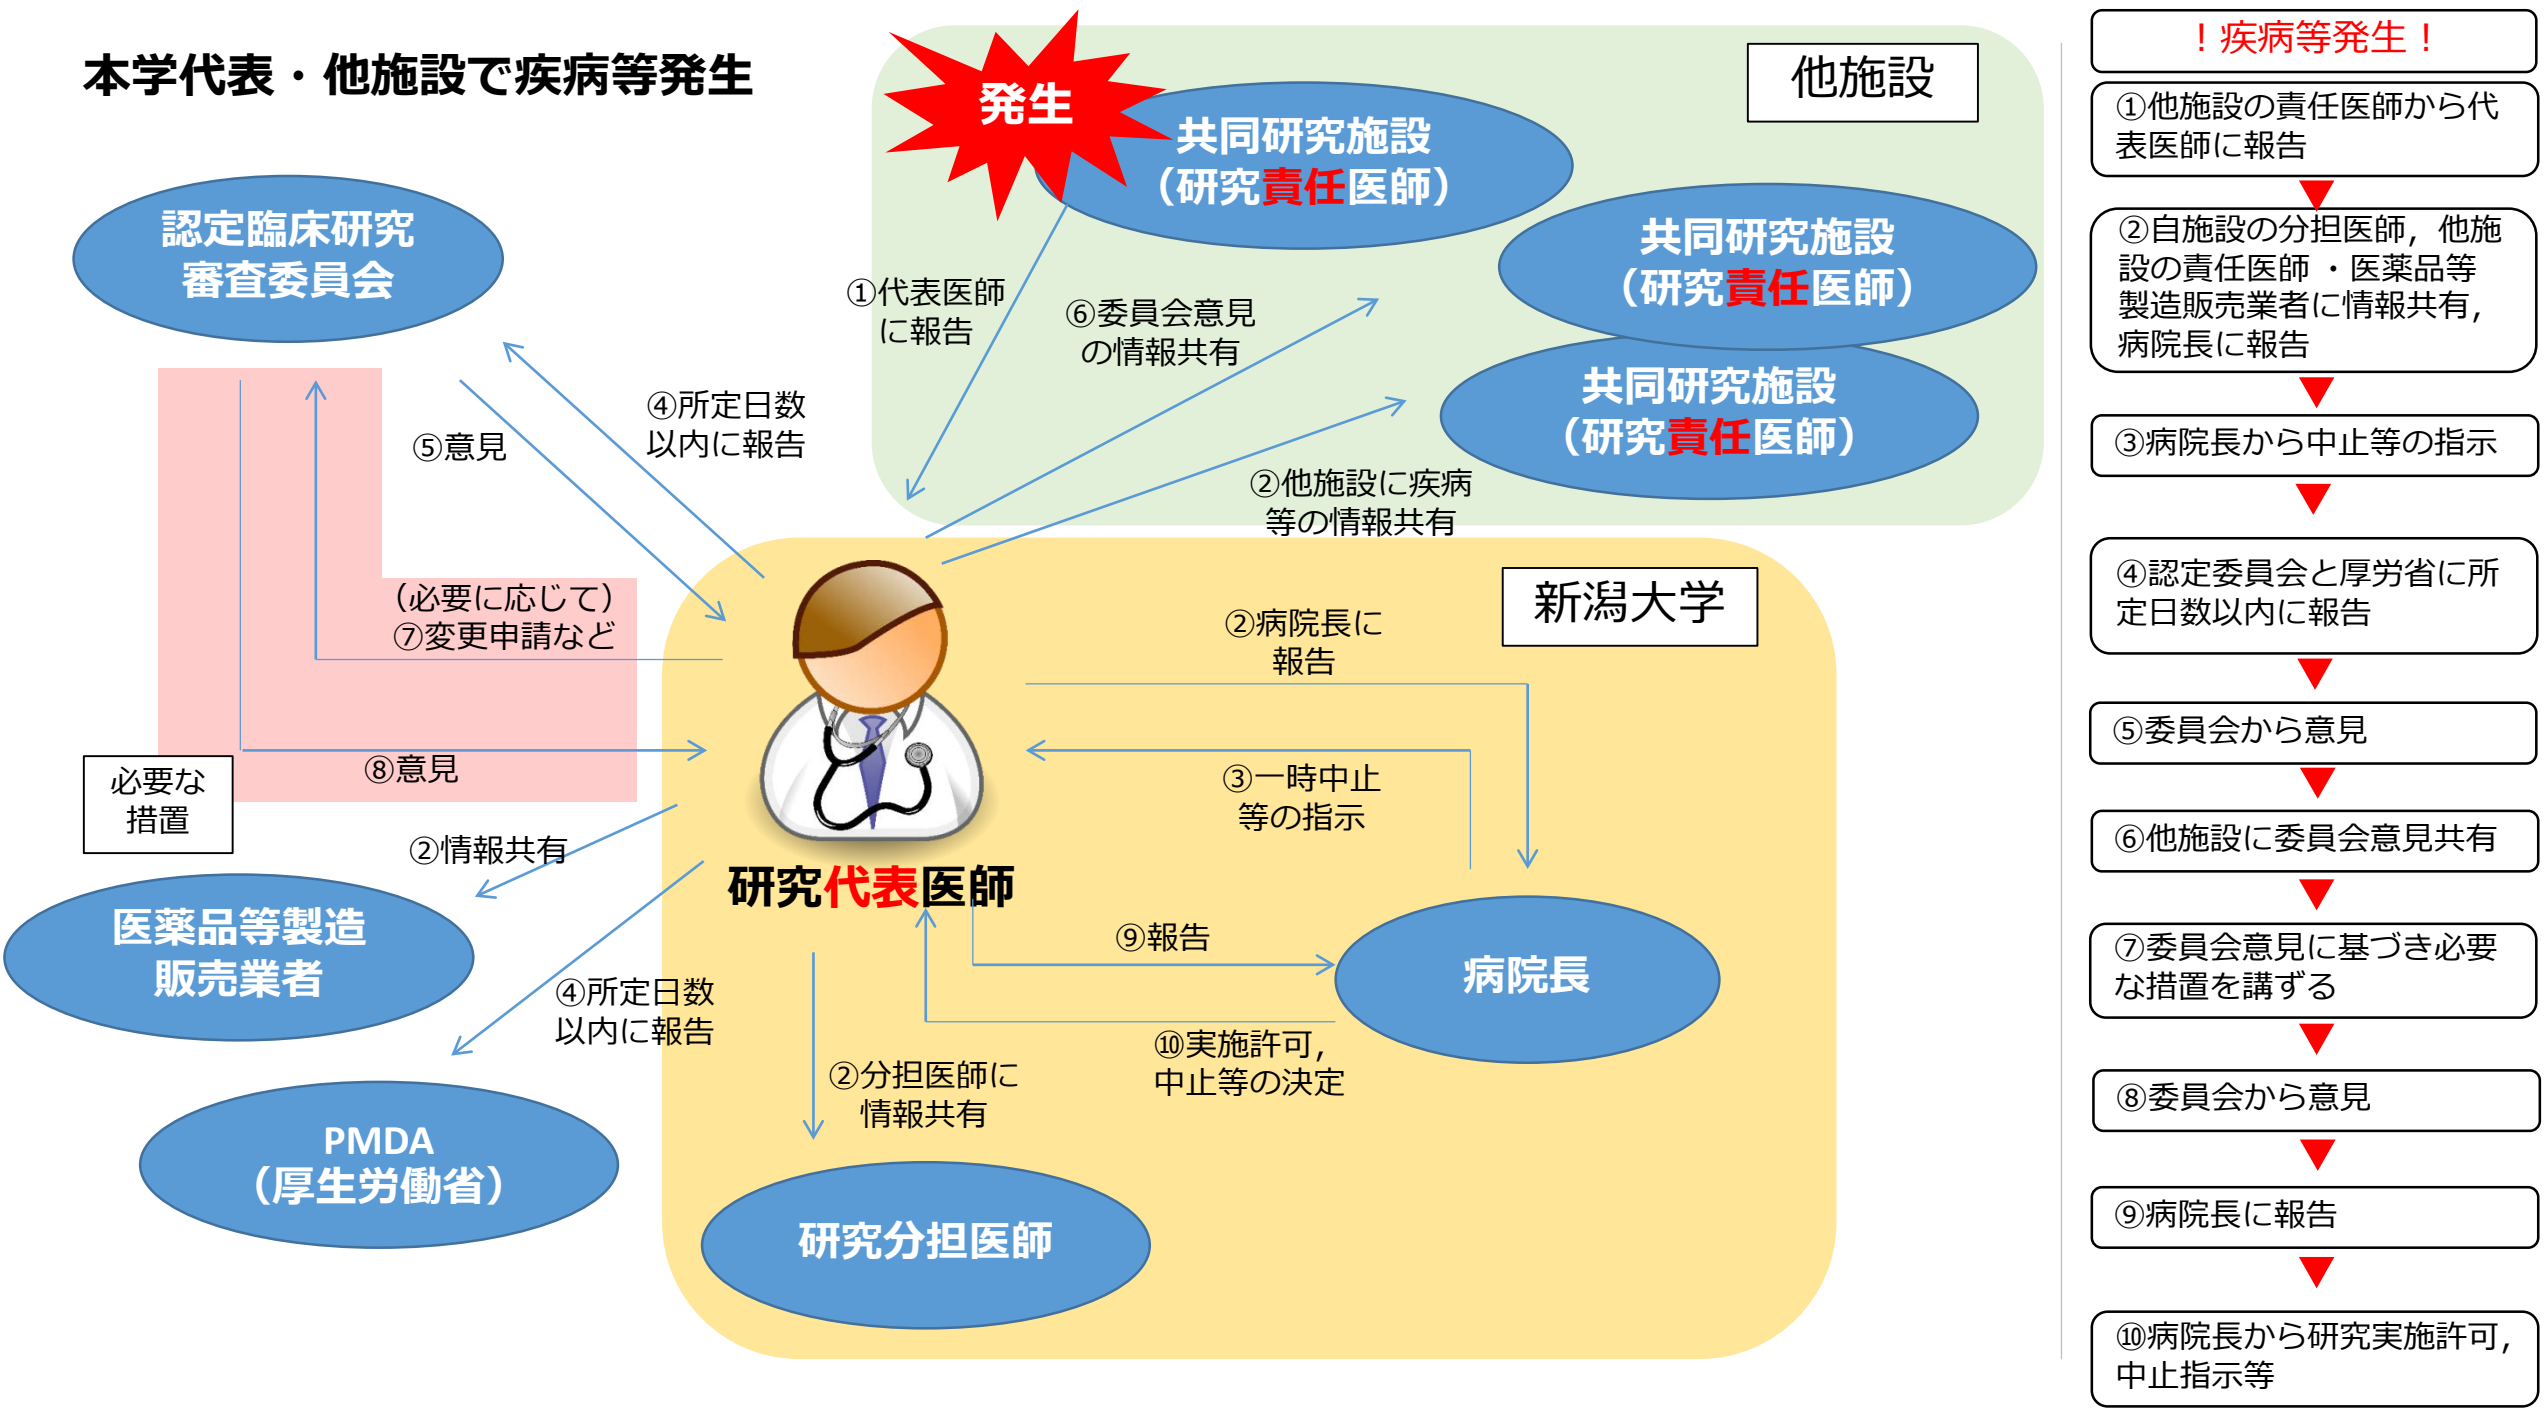 本学代表・他施設で疾病等発生
発生
他施設
共同研究施設
（研究責任医師）
共同研究施設
（研究責任医師）
共同研究施設
（研究責任医師）
認定臨床研究
審査委員会
①代表医師
に報告
⑥委員会意見
の情報共有
④所定日数
以内に報告
⑤意見
②他施設に疾病
等の情報共有
新潟大学
（必要に応じて）
⑦変更申請など
②病院長に
報告
⑧意見
必要な
措置
③一時中止
等の指示
②情報共有
研究代表医師
医薬品等製造
販売業者
⑨報告
病院長
④所定日数
以内に報告
⑩実施許可，
中止等の決定
②分担医師に
情報共有
PMDA
（厚生労働省）
研究分担医師
！疾病等発生！
①他施設の責任医師から代
表医師に報告
②自施設の分担医師，他施
設の責任医師 ・医薬品等
製造販売業者に情報共有，
病院長に報告
③病院長から中止等の指示
④認定委員会と厚労省に所
定日数以内に報告
⑤委員会から意見
⑥他施設に委員会意見共有
⑦委員会意見に基づき必要
な措置を講ずる
⑧委員会から意見
⑨病院長に報告
⑩病院長から研究実施許可，
中止指示等